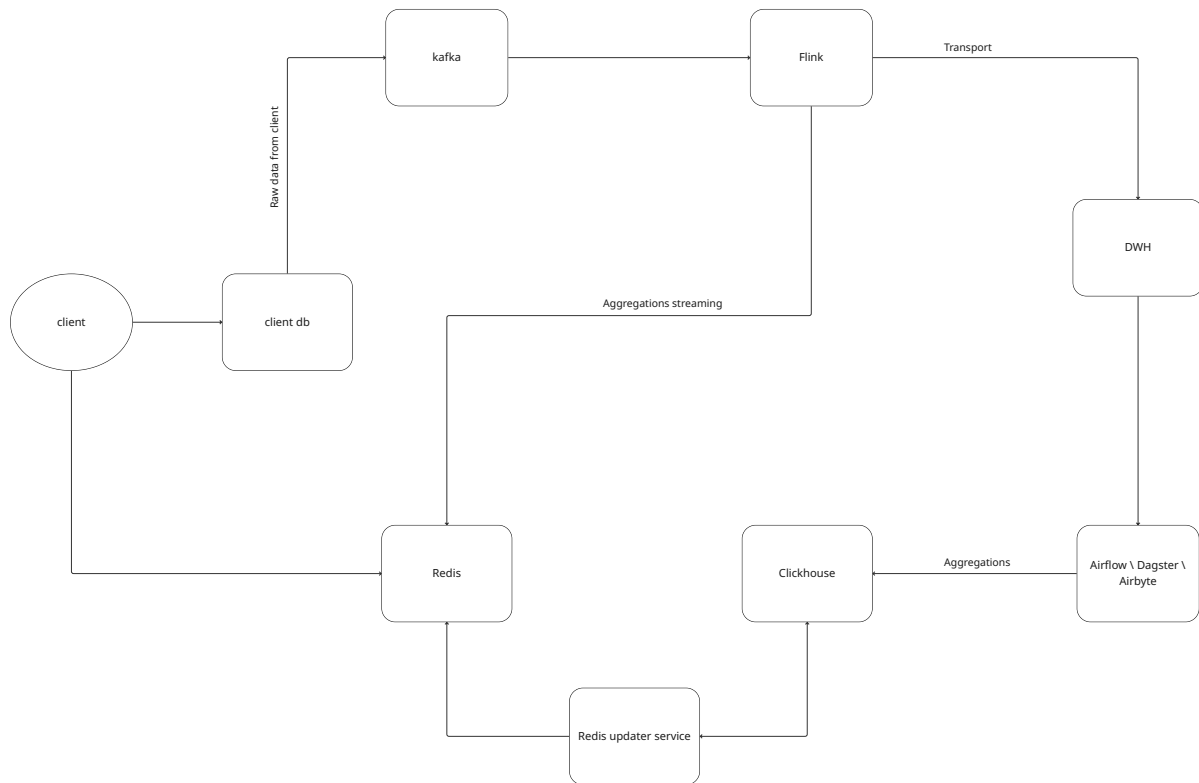 kafka
Flink
Transport
Raw data from client
DWH
client
client db
Aggregations streaming
Redis
Clickhouse
Aggregations
Airflow \ Dagster \
Airbyte
Redis updater service